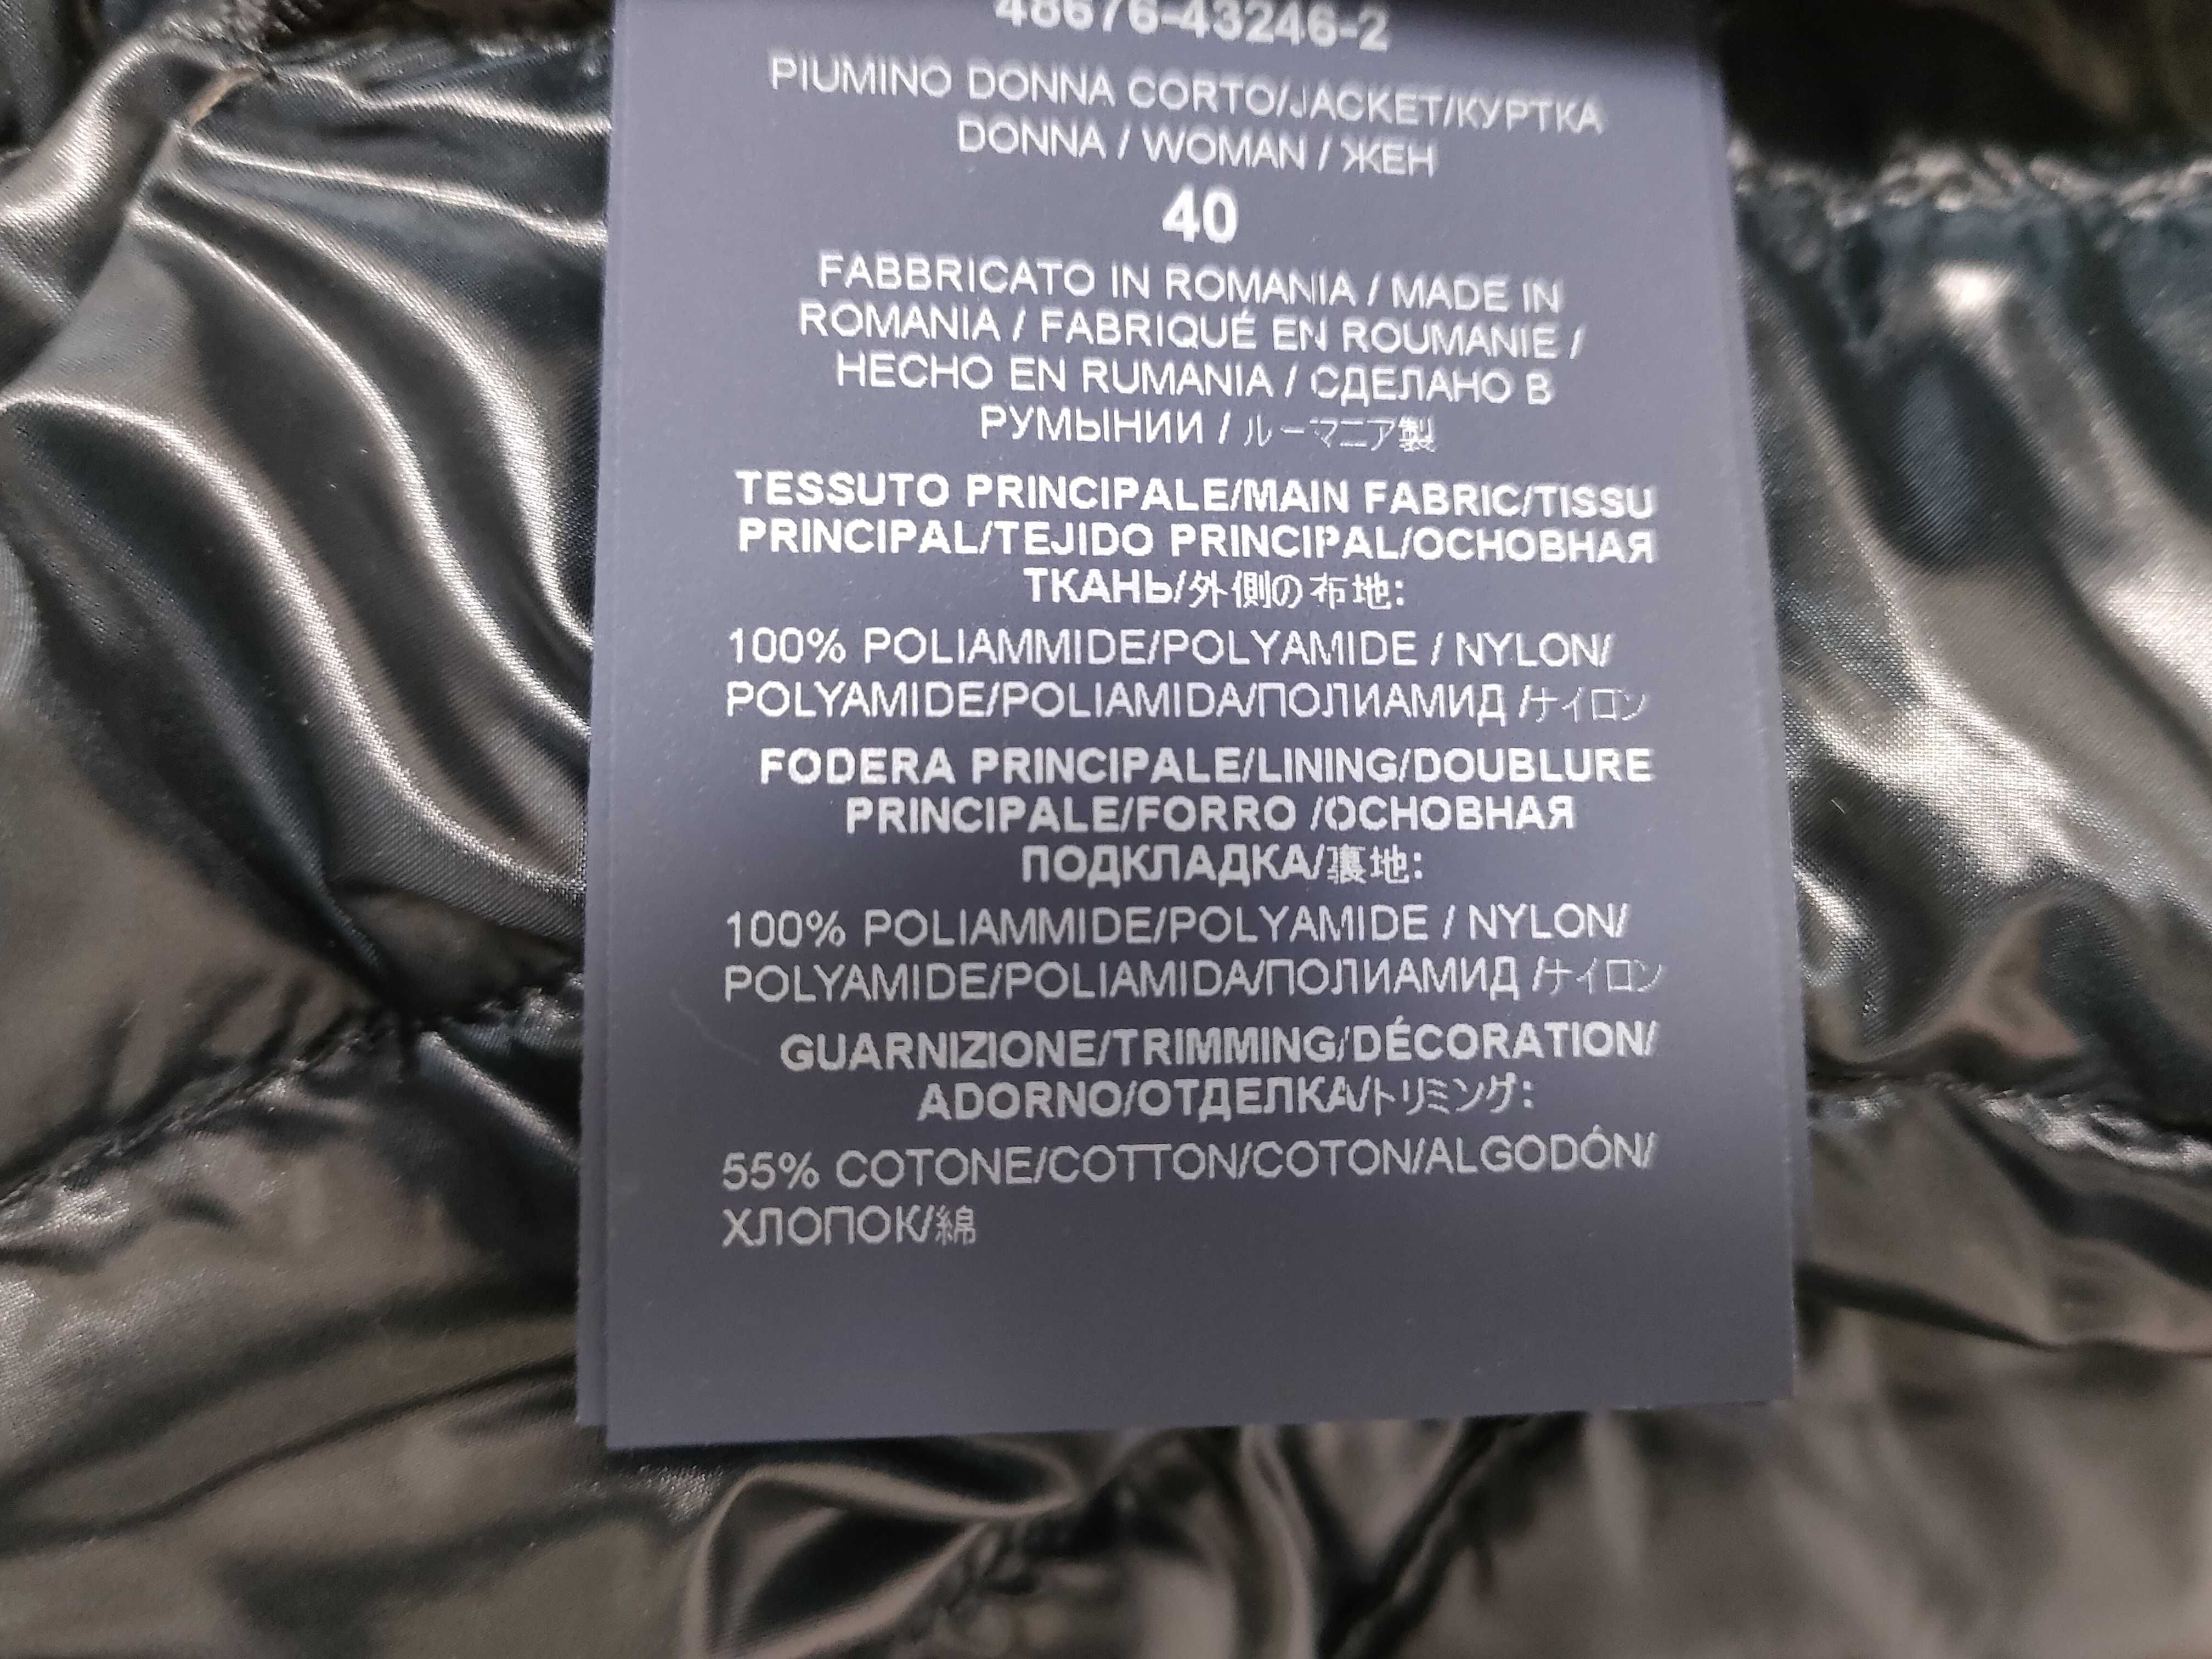 48676-43246-2
PIUMINO DONNA CORTO/JACKET/КУРТКА
DONNA / WOMAN / ЖЕН
40
FABBRICATO IN ROMANIA / MADE IN
ROMANIA / FABRIQUÉ EN ROUMANIE /
HECHO EN RUMANIA / СДЕЛАНО В
РУМЫНИИ / ルーマニア製
TESSUTO PRINCIPALE/MAIN FABRIC/TISSU
PRINCIPAL/TEJIDO PRINCIPAL/ОСНОВНАЯ
ТКАНЬ/外側の布地:
100% POLIAMMIDE/POLYAMIDE / NYLON/
POLYAMIDE/POLIAMIDA/ПОЛИАМИД /ナイロン
FODERA PRINCIPALE/LINING/DOUBLURE
PRINCIPALE/FORRO /ОСНОВНАЯ
ПОДКЛАДКА/裏地:
100% POLIAMMIDE/POLYAMIDE / NYLON/
POLYAMIDE/POLIAMIDA/ПОЛИАМИД /ナイロン
GUARNIZIONE/TRIMMING/DÉCORATION/
ADORNO/ОТДЕЛКА/トリミング:
55% COTONE/COTTON/COTON/ALGODÓN/
ХЛОПОК/綿